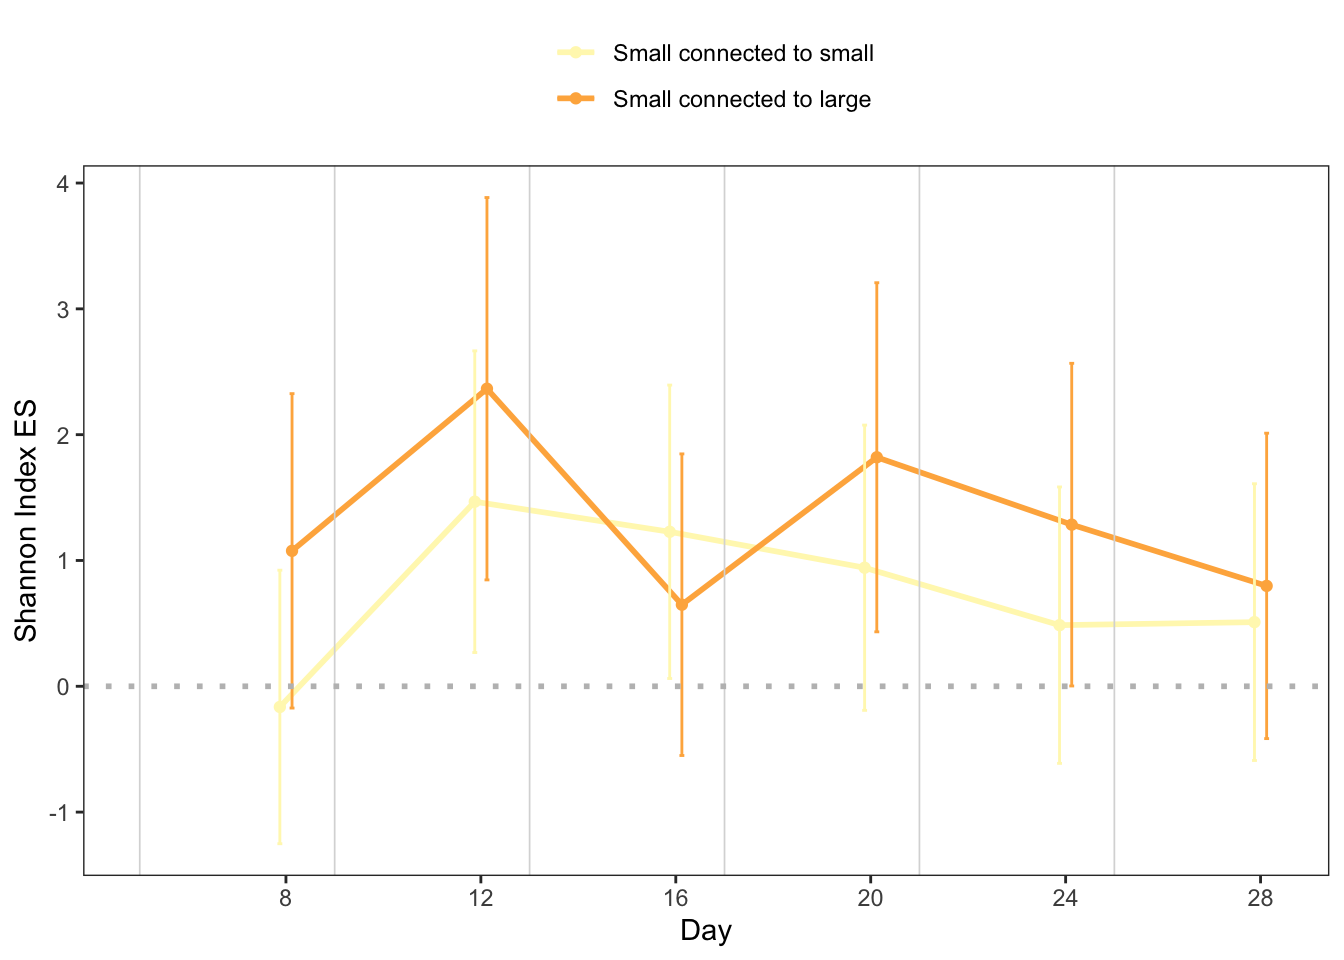 Small connected to small
Small connected to large
4
3
2
1
0
-1
Shannon Index ES
8 12 16 20 24 28
Day